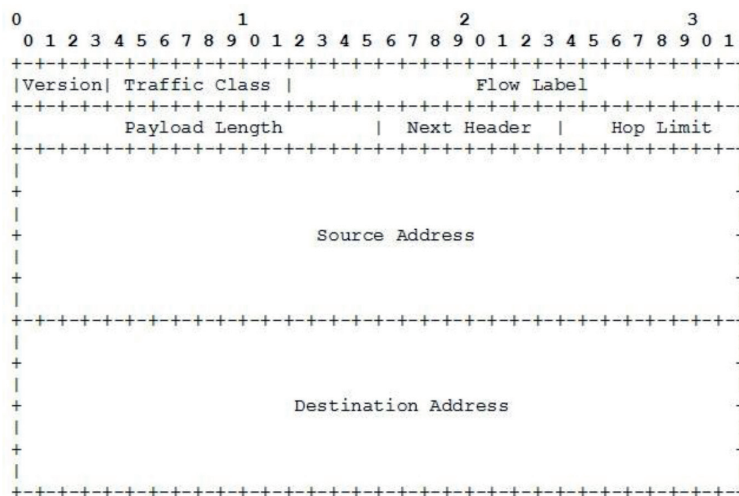 0                   1                   2                   3
 0 1 2 3 4 5 6 7 8 9 0 1 2 3 4 5 6 7 8 9 0 1 2 3 4 5 6 7 8 9 0 1
+-+-+-+-+-+-+-+-+-+-+-+-+-+-+-+-+-+-+-+-+-+-+-+-+-+-+-+-+-+-+-+-
|Version| Traffic Class |                Flow Label
+-+-+-+-+-+-+-+-+-+-+-+-+-+-+-+-+-+-+-+-+-+-+-+-+-+-+-+-+-+-+-+-
|         Payload Length        |  Next Header  |    Hop Limit
+-+-+-+-+-+-+-+-+-+-+-+-+-+-+-+-+-+-+-+-+-+-+-+-+-+-+-+-+-+-+-+-
|
+
|
+                          Source Address
|
+
|
+-+-+-+-+-+-+-+-+-+-+-+-+-+-+-+-+-+-+-+-+-+-+-+-+-+-+-+-+-+-+-+-
|
+
|
+                        Destination Address
|
+
|
+-+-+-+-+-+-+-+-+-+-+-+-+-+-+-+-+-+-+-+-+-+-+-+-+-+-+-+-+-+-+-+-